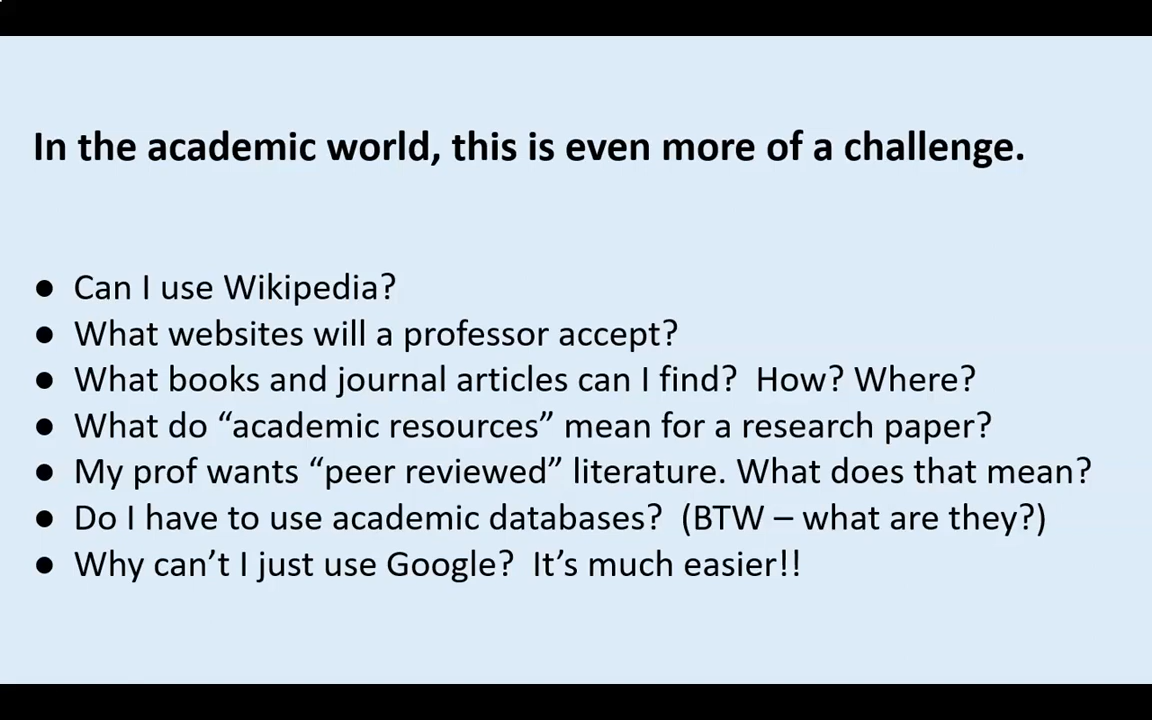 In the academic world, this is even more of a challenge.
● Can I use Wikipedia?
● What websites will a professor accept?
● What books and journal articles can I find?  How? Where?
● What do “academic resources” mean for a research paper?
● My prof wants “peer reviewed” literature. What does that mean?
● Do I have to use academic databases?  (BTW – what are they?)
● Why can’t I just use Google?  It’s much easier!!